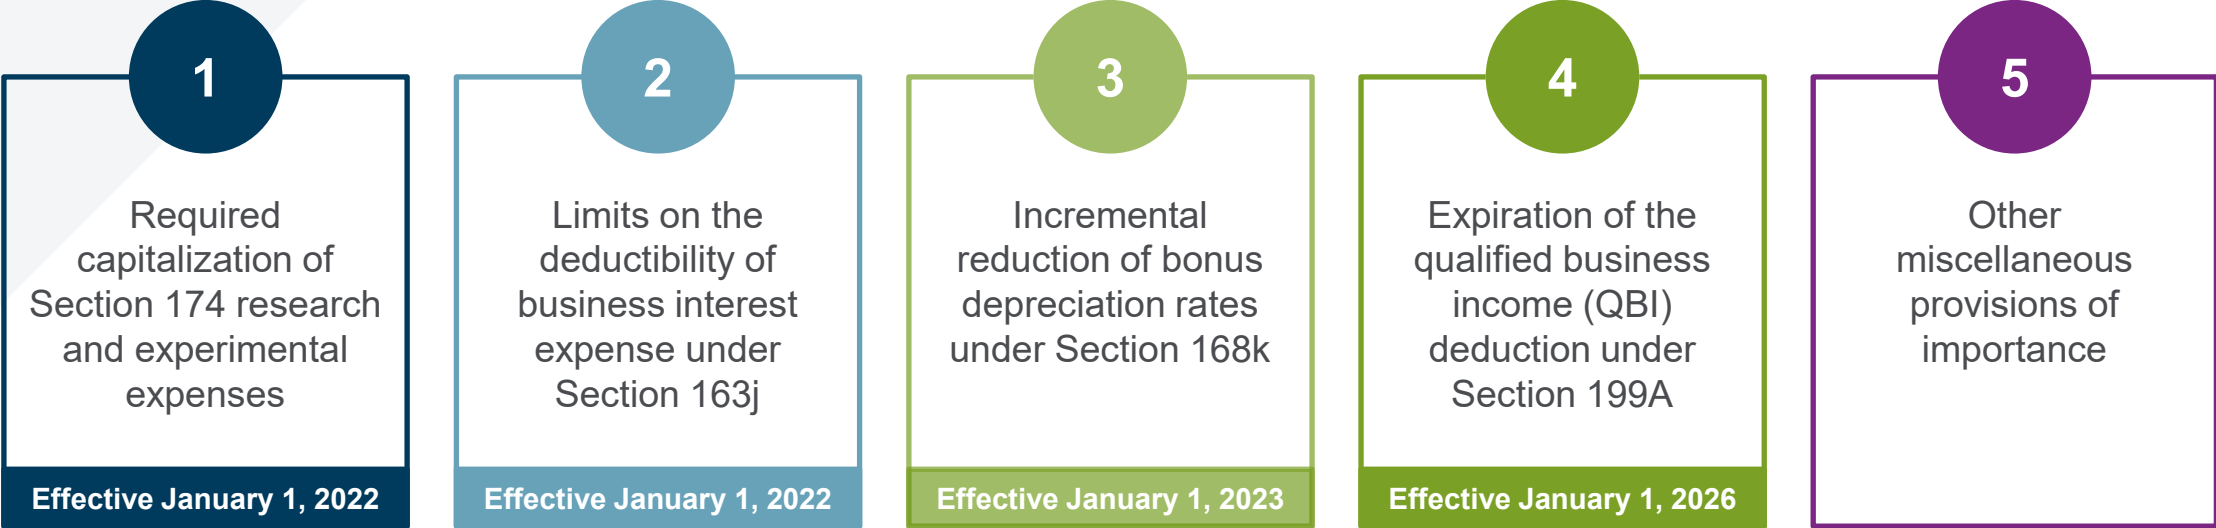 1
Required
capitalization of
Section 174 research
and experimental
expenses
Effective January 1, 2022
2
Limits on the
deductibility of
business interest
expense under
Section 163j
Effective January 1, 2022
3
Incremental
reduction of bonus
depreciation rates
under Section 168k
Effective January 1, 2023
4
Expiration of the
qualified business
income (QBI)
deduction under
Section 199A
Effective January 1, 2026
5
Other
miscellaneous
provisions of
importance